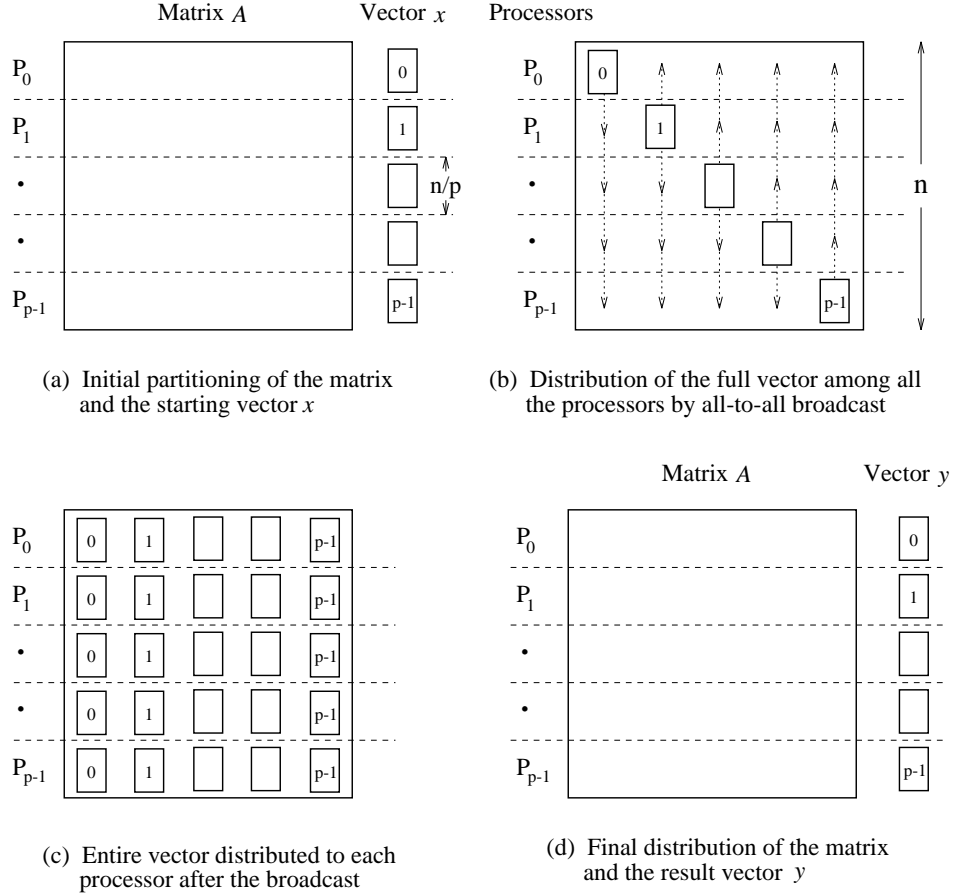 Matrix A Vector x
P0 0
P1 1
• n/p
•
Pp-1 p-1
(a) Initial partitioning of the matrix
and the starting vector x
Processors
P0 0
P1 1
• n
•
Pp-1 p-1
(b) Distribution of the full vector among all
the processors by all-to-all broadcast
P0 0 1 p-1
P1 0 1 p-1
• 0 1 p-1
• 0 1 p-1
Pp-1 0 1 p-1
(c) Entire vector distributed to each
processor after the broadcast
Matrix A Vector y
P0 0
P1 1
•
•
Pp-1 p-1
(d) Final distribution of the matrix
and the result vector y